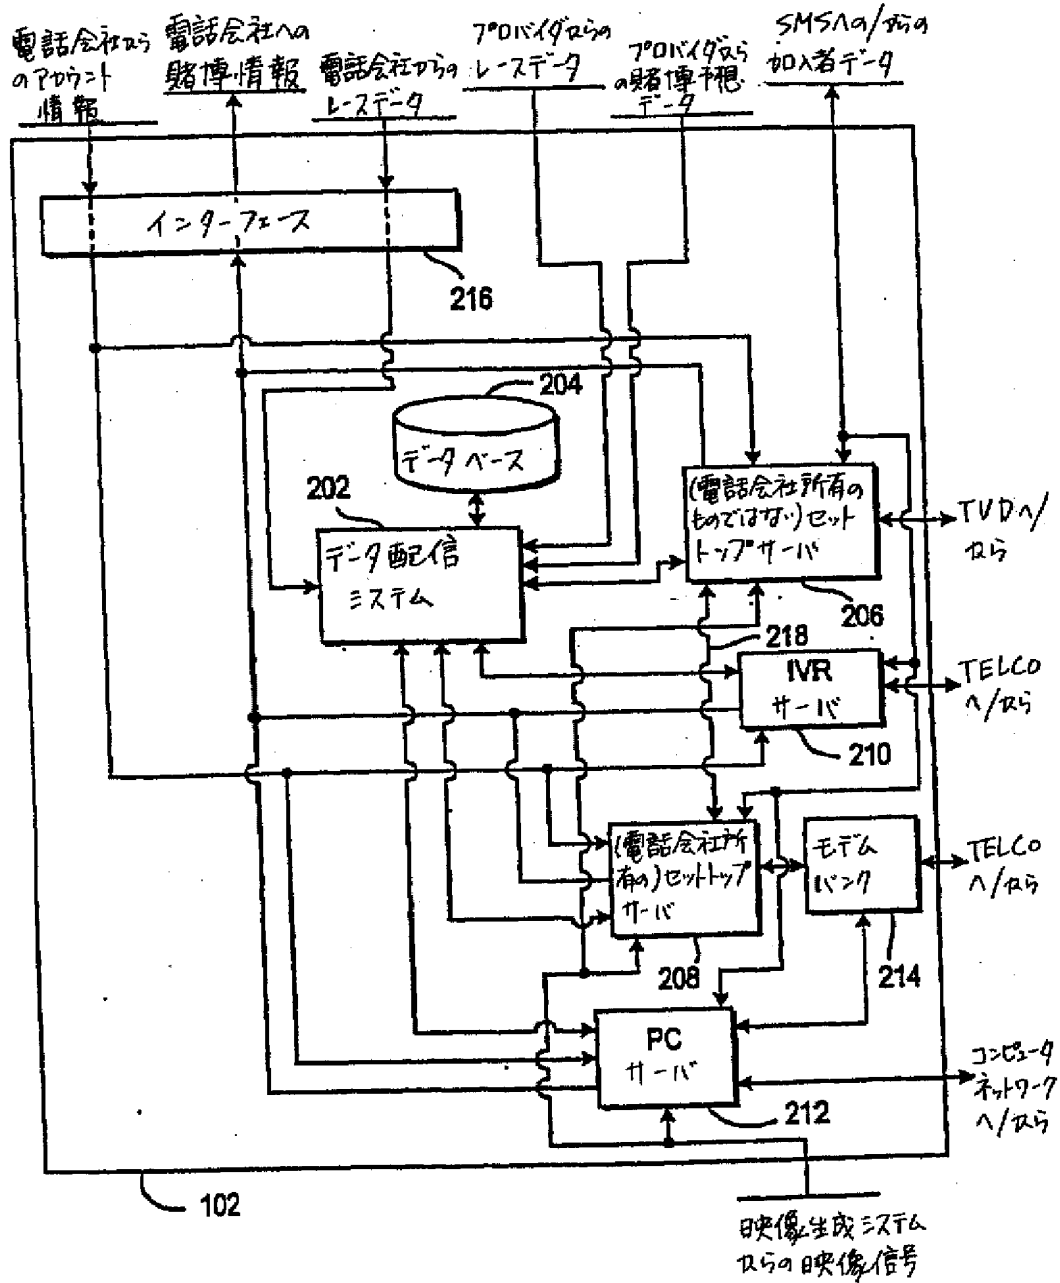 電話会社から
のアカウント
情報
電話会社への
賭博情報
電話会社からの
レースデータ
プロバイダからの
レースデータ
プロバイダから
の賭博予想
データ
SMSへの/からの
加入者データ
インターフェース
216
204
データベース
202
データ配信
システム
(電話会社所有の
ものではない)セット
トップサーバ
206
TVDへ/
から
218
IVR
サーバ
210
TELCO
へ/から
(電話会社所
有の)セットトップ
サーバ
208
モデム
バンク
214
TELCO
へ/から
PC
サーバ
212
コンピュータ
ネットワーク
へ/から
102
映像生成システム
からの映像信号